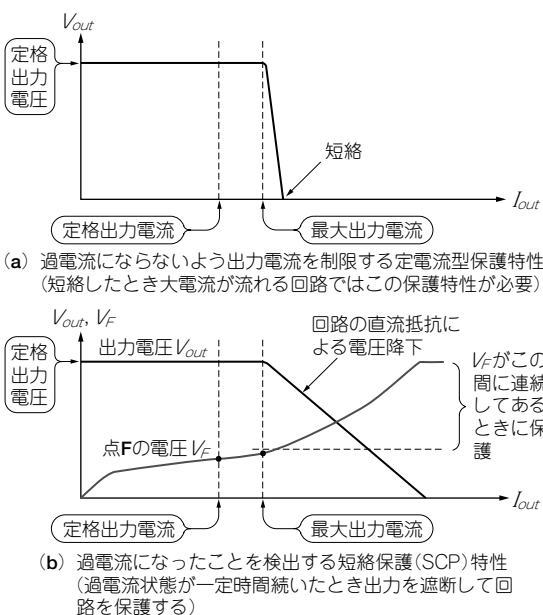 Vout
定格
出力
電圧
短絡
Iout
定格出力電流
最大出力電流
(a) 過電流にならないよう出力電流を制限する定電流型保護特性
(短絡したとき大電流が流れる回路ではこの保護特性が必要)
Vout, VF
定格
出力
電圧
出力電圧Vout
回路の直流抵抗に
よる電圧降下
VFがこの
間に連続
してある
ときに保
護
点Fの電圧VF
Iout
定格出力電流
最大出力電流
(b) 過電流になったことを検出する短絡保護(SCP)特性
(過電流状態が一定時間続いたとき出力を遮断して回
路を保護する)